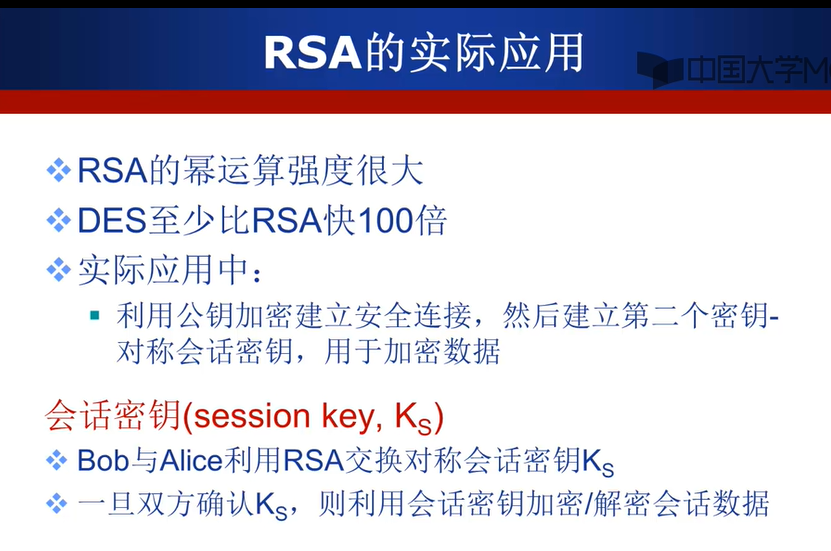 RSA的实际应用
中国大学M
RSA的幂运算强度很大
DES至少比RSA快100倍
实际应用中：
利用公钥加密建立安全连接，然后建立第二个密钥-
对称会话密钥，用于加密数据
会话密钥(session key, KS)
Bob与Alice利用RSA交换对称会话密钥KS
一旦双方确认KS，则利用会话密钥加密/解密会话数据